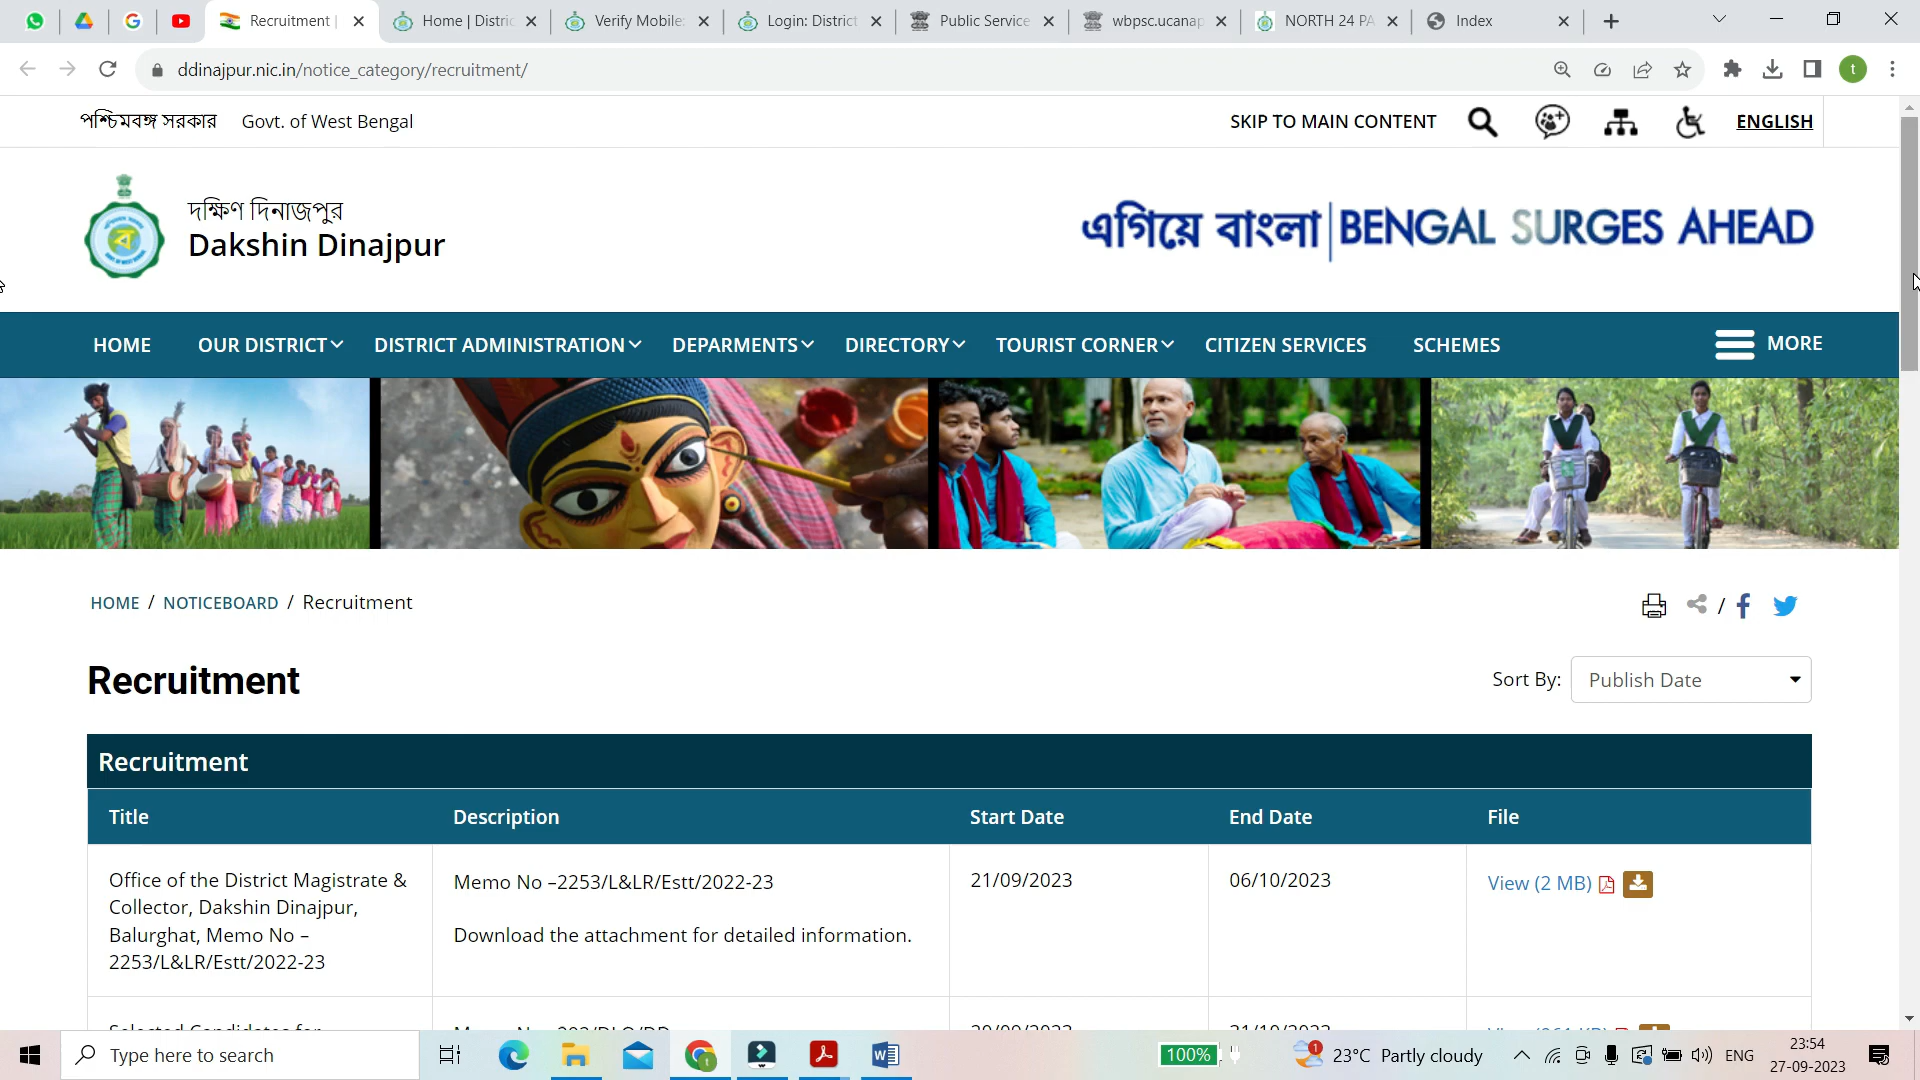 Recruitment |
Home | Distric
Verify Mobile:
Login: District
Public Service
wbpsc.ucanap
NORTH 24 PA
Index
ddinajpur.nic.in/notice_category/recruitment/
t
পশ্চিমবঙ্গ সরকার Govt. of West Bengal
SKIP TO MAIN CONTENT
ENGLISH
দক্ষিণ দিনাজপুর
Dakshin Dinajpur
এগিয়ে বাংলা | BENGAL SURGES AHEAD
HOME OUR DISTRICT DISTRICT ADMINISTRATION DEPARMENTS DIRECTORY TOURIST CORNER CITIZEN SERVICES SCHEMES MORE
HOME / NOTICEBOARD / Recruitment
Recruitment
Sort By: Publish Date
Recruitment
Title Description Start Date End Date File
Office of the District Magistrate &
Collector, Dakshin Dinajpur,
Balurghat, Memo No –
2253/L&LR/Estt/2022-23
Memo No –2253/L&LR/Estt/2022-23
Download the attachment for detailed information.
21/09/2023
06/10/2023
View (2 MB)
Selected Candidates for
Type here to search
100%
1
23°C Partly cloudy
ENG
23:54
27-09-2023